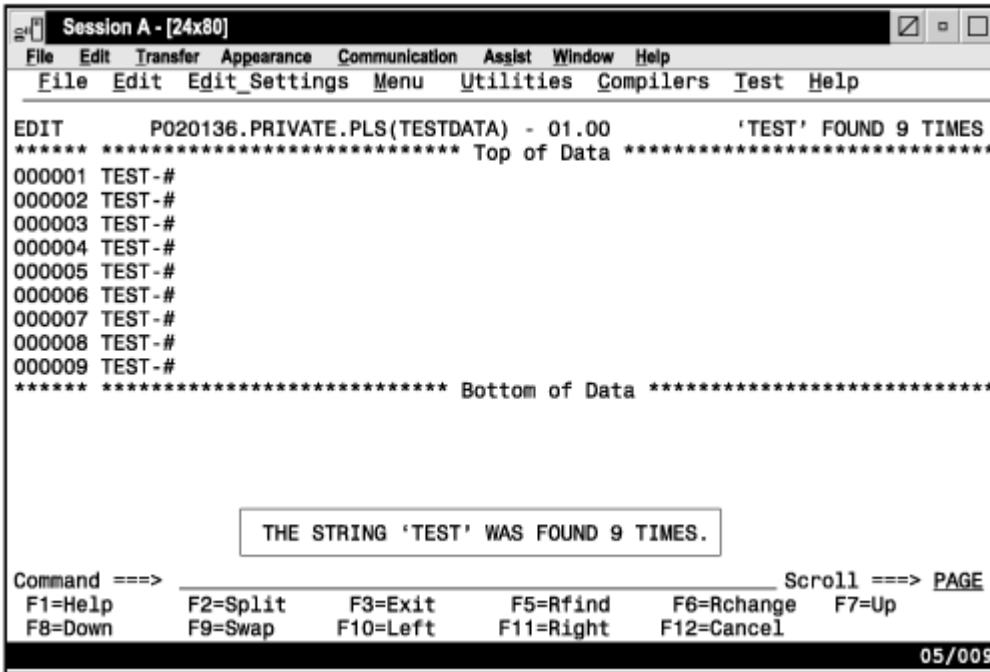 Session A - [24x80]
File Edit Transfer Appearance Communication Assist Window Help
File Edit Edit_Settings Menu Utilities Compilers Test Help
EDIT P020136.PRIVATE.PLS(TESTDATA) - 01.00 ‘TEST’ FOUND 9 TIMES
****** ***************************** Top of Data ******************************
000001 TEST-#
000002 TEST-#
000003 TEST-#
000004 TEST-#
000005 TEST-#
000006 TEST-#
000007 TEST-#
000008 TEST-#
000009 TEST-#
****** **************************** Bottom of Data ****************************
THE STRING ‘TEST’ WAS FOUND 9 TIMES.
Command ===> Scroll ===> PAGE
F1=Help F2=Split F3=Exit F5=Rfind F6=Rchange F7=Up
F8=Down F9=Swap F10=Left F11=Right F12=Cancel
05/009